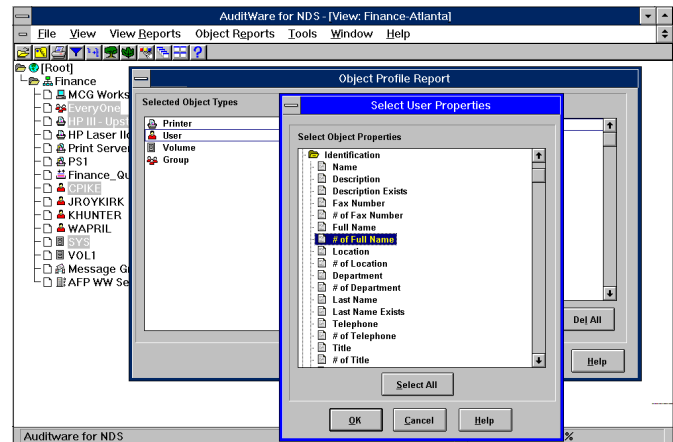 AuditWare for NDS - [View: Finance-Atlanta]
File View View Reports Object Reports Tools Window Help
[Root]
Finance
MCG Works
EveryOne
HP III - Upst
HP Laser IIc
Print Serve
PS1
Finance_Qu
CPIKE
JROYKIRK
KHUNTER
WAPRIL
SYS
VOL1
Message G
AFP WW Se
Object Profile Report
Selected Object Types
Printer
User
Volume
Group
Del All
Help
Select User Properties
Select Object Properties
Identification
Name
Description
Description Exists
Fax Number
# of Fax Number
Full Name
# of Full Name
Location
# of Location
Department
# of Department
Last Name
Last Name Exists
Telephone
# of Telephone
Title
# of Title
Select All
OK Cancel Help
Auditware for NDS
%